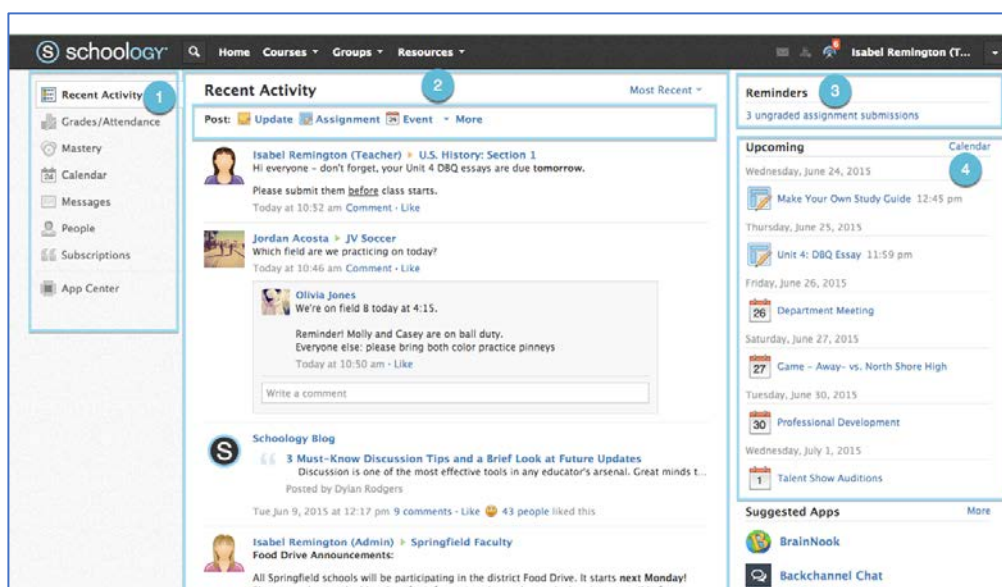 schoology Home Courses Groups Resources 6 Isabel Remington (T...
Recent Activity
Grades/Attendance
Mastery
Calendar
Messages
People
Subscriptions
App Center
1
Recent Activity 2 Most Recent
Post: Update Assignment Event More
Isabel Remington (Teacher) ▸ U.S. History: Section 1
Hi everyone – don't forget, your Unit 4 DBQ essays are due tomorrow.
Please submit them before class starts.
Today at 10:52 am Comment · Like
Jordan Acosta ▸ JV Soccer
Which field are we practicing on today?
Today at 10:46 am Comment · Like
Olivia Jones
We're on field B today at 4:15.
Reminder! Molly and Casey are on ball duty.
Everyone else: please bring both color practice pinneys
Today at 10:50 am · Like
Write a comment
Schoology Blog
3 Must-Know Discussion Tips and a Brief Look at Future Updates
Discussion is one of the most effective tools in any educator's arsenal. Great minds t...
Posted by Dylan Rodgers
Tue Jun 9, 2015 at 12:17 pm 9 comments · Like 43 people liked this
Isabel Remington (Admin) ▸ Springfield Faculty
Food Drive Announcements:
All Springfield schools will be participating in the district Food Drive. It starts next Monday!
Reminders 3
3 ungraded assignment submissions
Upcoming Calendar
4
Wednesday, June 24, 2015
Make Your Own Study Guide 12:45 pm
Thursday, June 25, 2015
Unit 4: DBQ Essay 11:59 pm
Friday, June 26, 2015
26 Department Meeting
Saturday, June 27, 2015
27 Game – Away– vs. North Shore High
Tuesday, June 30, 2015
30 Professional Development
Wednesday, July 1, 2015
1 Talent Show Auditions
Suggested Apps More
BrainNook
Backchannel Chat